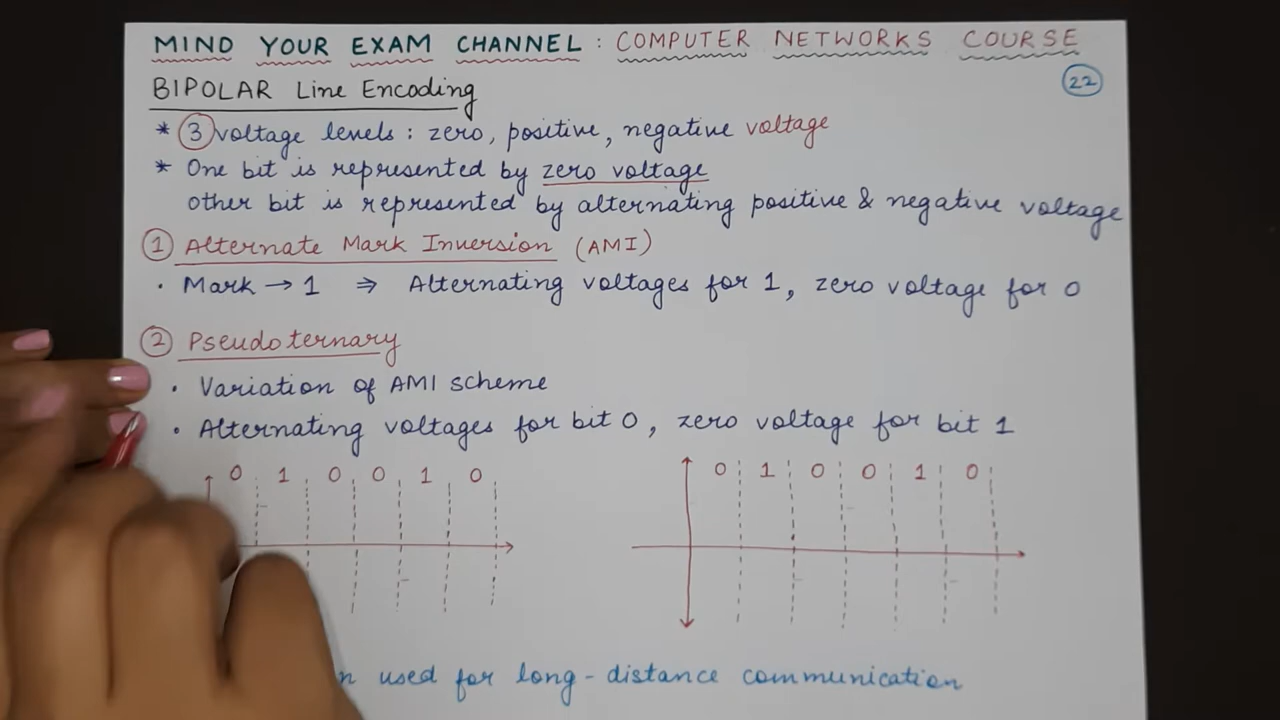 MIND YOUR EXAM CHANNEL : COMPUTER NETWORKS COURSE
22
BIPOLAR Line Encoding
* 3 voltage levels : zero, positive, negative voltage
* One bit is represented by zero voltage
other bit is represented by alternating positive & negative voltage
1 Alternate Mark Inversion (AMI)
· Mark → 1 ⇒ Alternating voltages for 1, zero voltage for 0
2 Pseudoternary
· Variation of AMI scheme
· Alternating voltages for bit 0, zero voltage for bit 1
0 1 0 0 1 0
0 1 0 0 1 0
used for long-distance communication